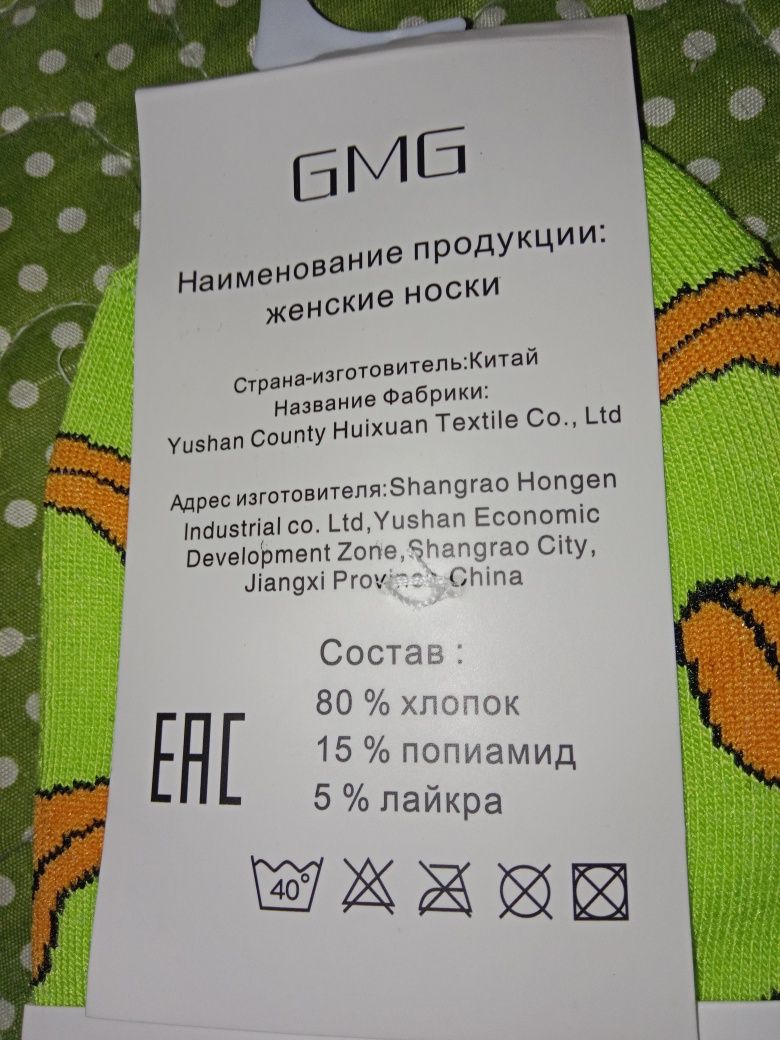 GMG
Наименование продукции:
женские носки
Страна-изготовитель:Китай
Название Фабрики:
Yushan County Huixuan Textile Co., Ltd
Адрес изготовителя:Shangrao Hongen
Industrial co. Ltd,Yushan Economic
Development Zone,Shangrao City,
Jiangxi China
Состав :
80 % хлопок
15 % попиамид
5 % лайкра
EAC
40°